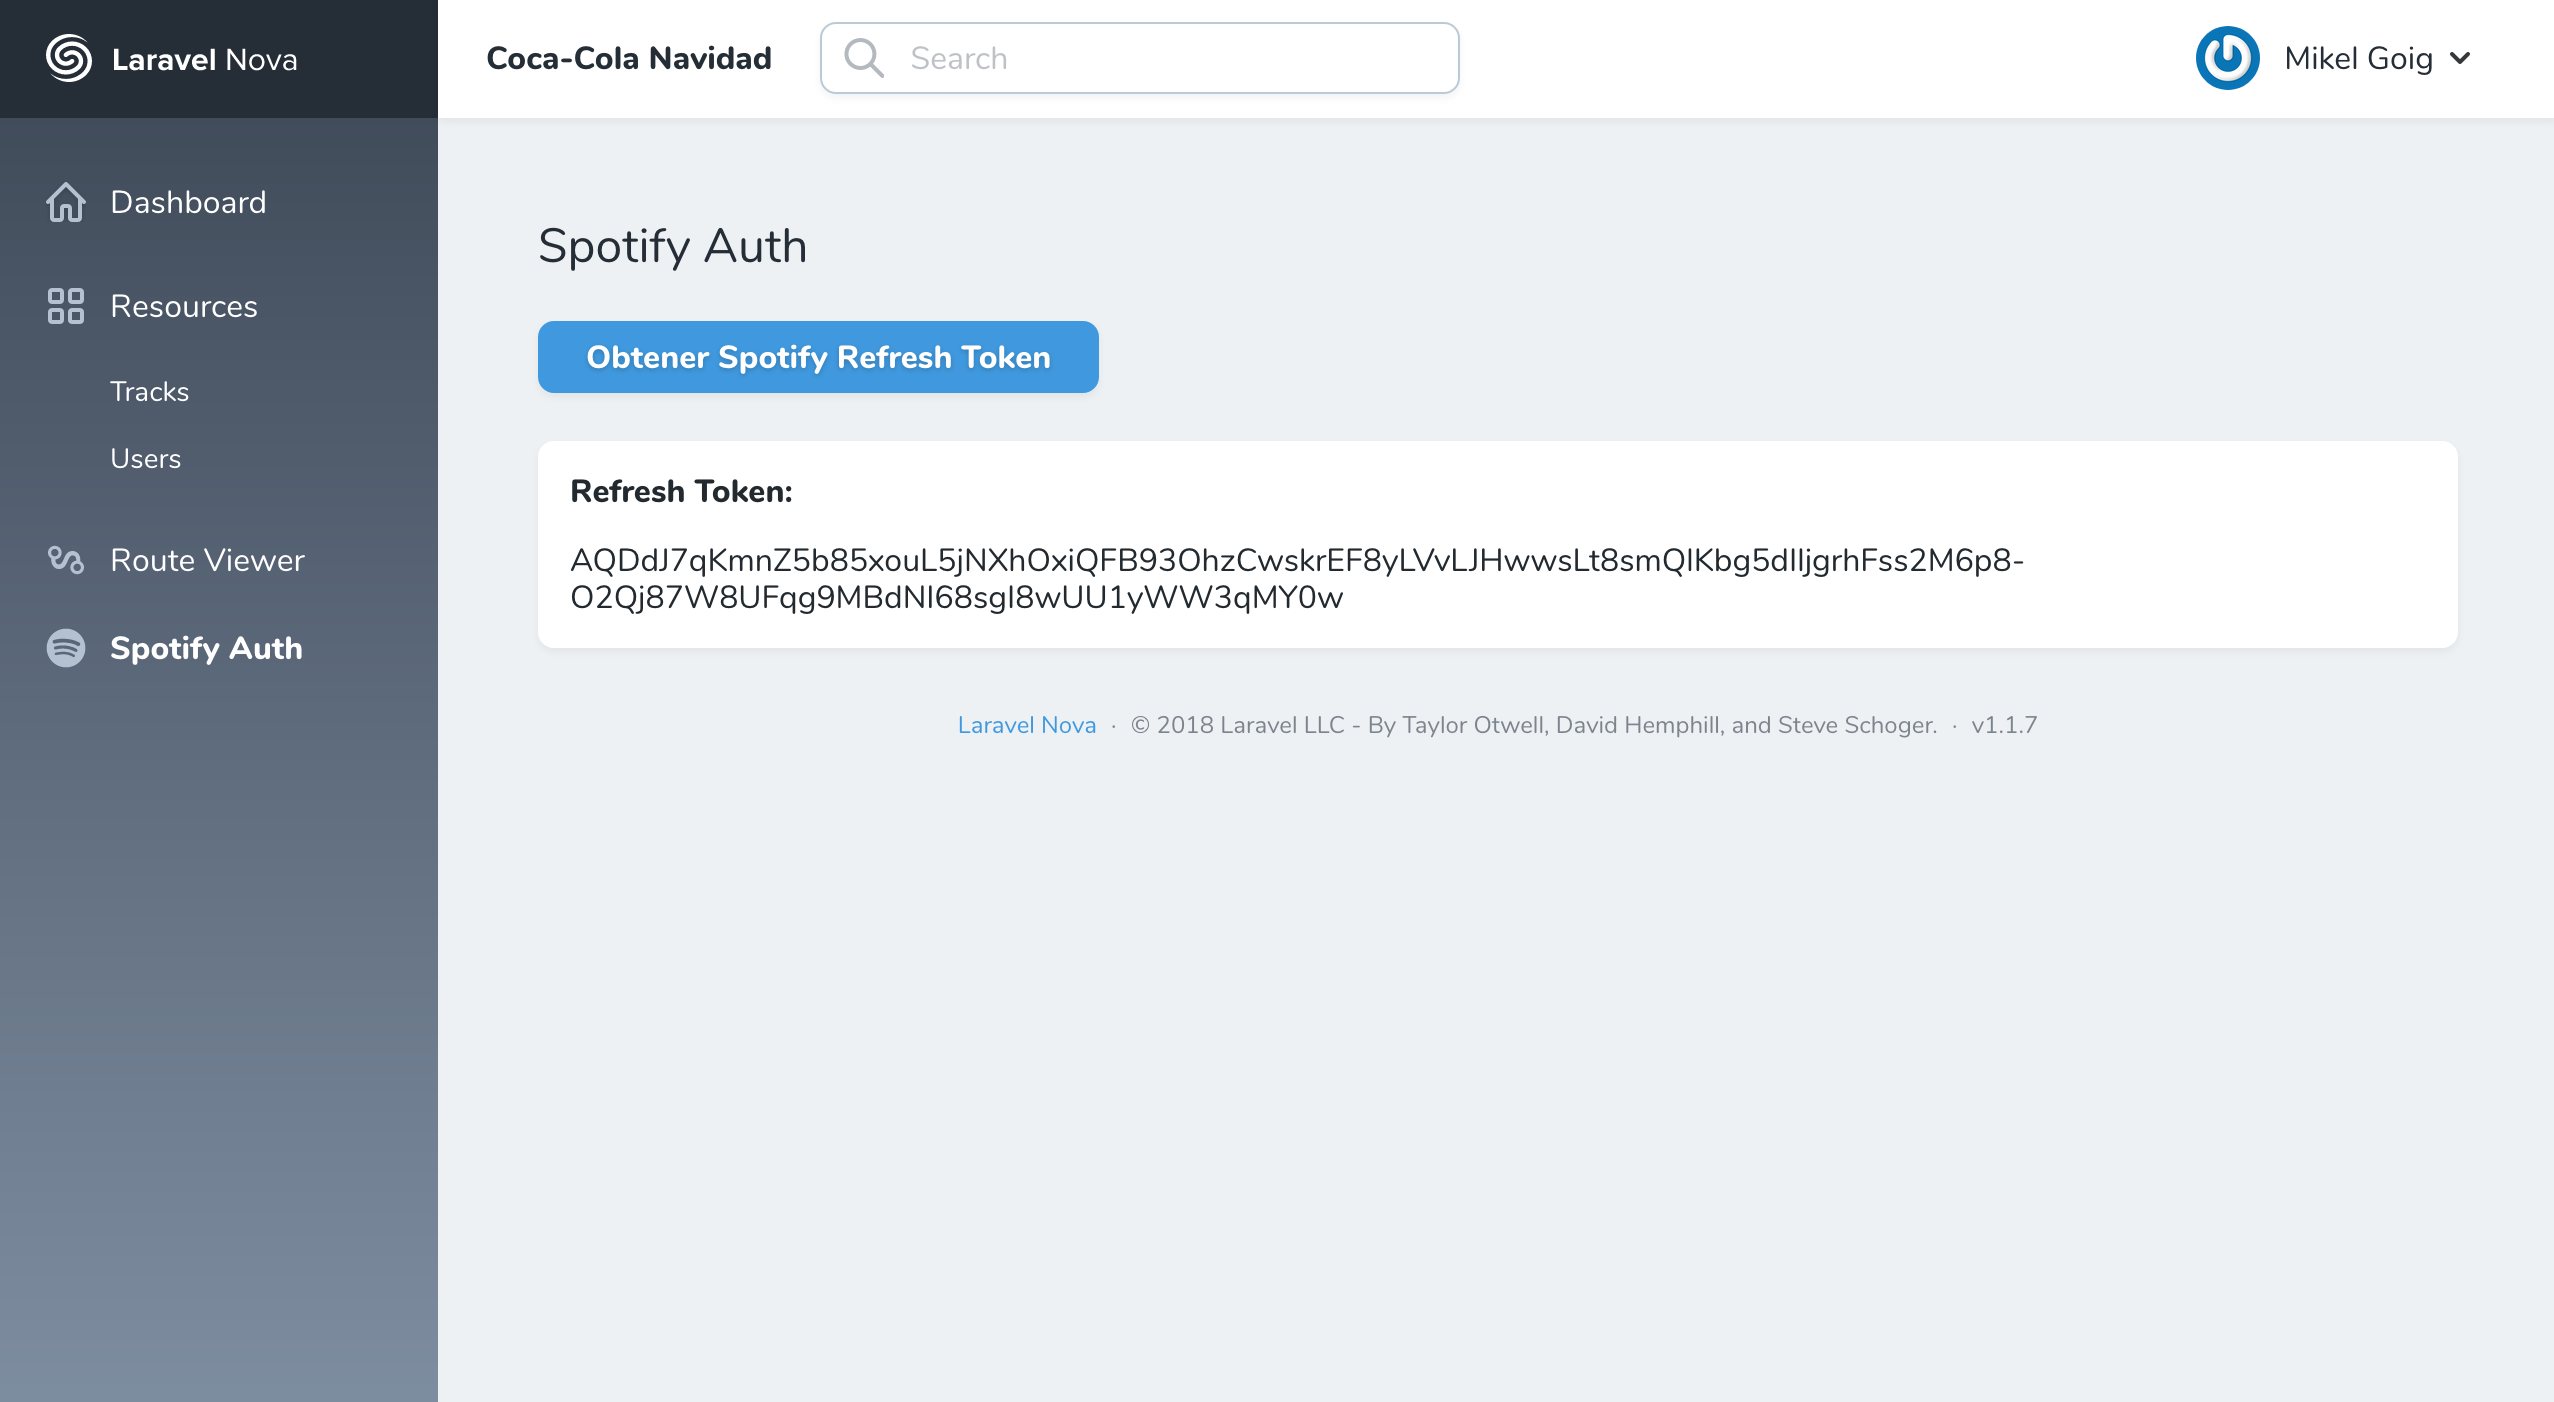 Laravel Nova
Coca-Cola Navidad
Search
Mikel Goig
Dashboard
Resources
Tracks
Users
Route Viewer
Spotify Auth
Spotify Auth
Obtener Spotify Refresh Token
Refresh Token:
AQDdJ7qKmnZ5b85xouL5jNXhOxiQFB93OhzCwskrEF8yLVvLJHwwsLt8smQIKbg5dIIjgrhFss2M6p8-
O2Qj87W8UFqg9MBdNI68sgI8wUU1yWW3qMY0w
Laravel Nova · © 2018 Laravel LLC - By Taylor Otwell, David Hemphill, and Steve Schoger. · v1.1.7